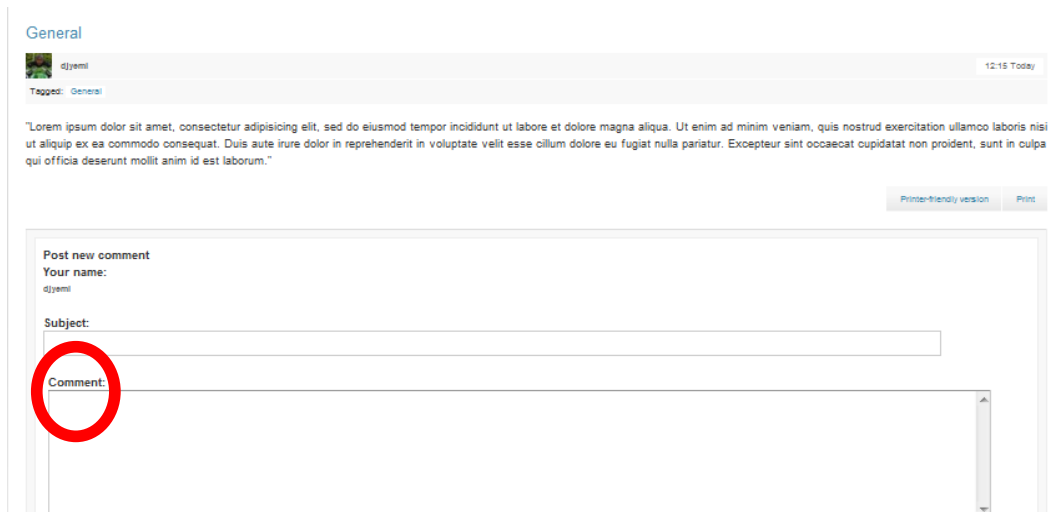 General
djyemi
12:15 Today
Tagged: General
"Lorem ipsum dolor sit amet, consectetur adipisicing elit, sed do eiusmod tempor incididunt ut labore et dolore magna aliqua. Ut enim ad minim veniam, quis nostrud exercitation ullamco laboris nisi
ut aliquip ex ea commodo consequat. Duis aute irure dolor in reprehenderit in voluptate velit esse cillum dolore eu fugiat nulla pariatur. Excepteur sint occaecat cupidatat non proident, sunt in culpa
qui officia deserunt mollit anim id est laborum."
Printer-friendly version Print
Post new comment
Your name:
djyemi
Subject:
Comment: